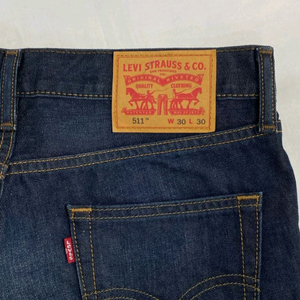 LEVI STRAUSS & CO.
ORIGINAL RIVETED
QUALITY CLOTHING
511™ W 30 L 30
Levi's